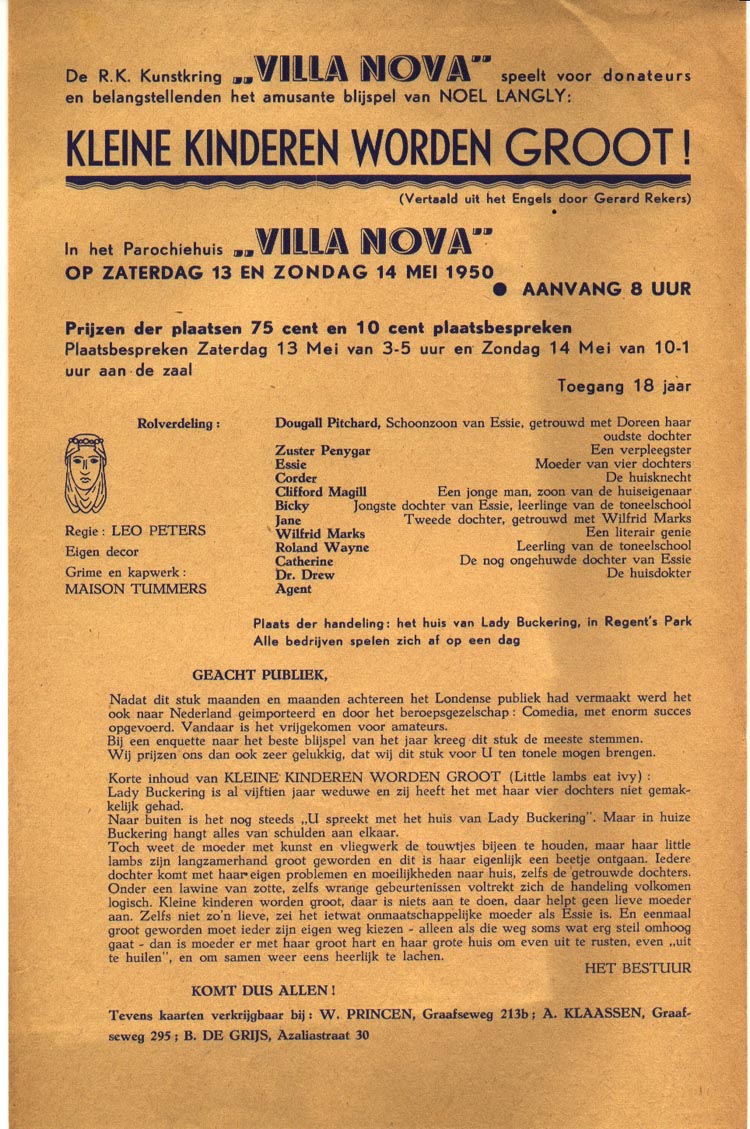 De R.K. Kunstkring „VILLA NOVA” speelt voor donateurs
en belangstellenden het amusante blijspel van NOEL LANGLY:
KLEINE KINDEREN WORDEN GROOT!
(Vertaald uit het Engels door Gerard Rekers)
In het Parochiehuis „VILLA NOVA”
OP ZATERDAG 13 EN ZONDAG 14 MEI 1950
● AANVANG 8 UUR
Prijzen der plaatsen 75 cent en 10 cent plaatsbespreken
Plaatsbespreken Zaterdag 13 Mei van 3-5 uur en Zondag 14 Mei van 10-1
uur aan de zaal
Toegang 18 jaar
Rolverdeling: Dougall Pitchard, Schoonzoon van Essie, getrouwd met Doreen haar
oudste dochter
Zuster Penygar Een verpleegster
Essie Moeder van vier dochters
Corder De huisknecht
Clifford Magill Een jonge man, zoon van de huiseigenaar
Bicky Jongste dochter van Essie, leerlinge van de toneelschool
Jane Tweede dochter, getrouwd met Wilfrid Marks
Wilfrid Marks Een literair genie
Roland Wayne Leerling van de toneelschool
Catherine De nog ongehuwde dochter van Essie
Dr. Drew De huisdokter
Agent
Regie: LEO PETERS
Eigen decor
Grime en kapwerk:
MAISON TUMMERS
Plaats der handeling: het huis van Lady Buckering, in Regent's Park
Alle bedrijven spelen zich af op een dag
GEACHT PUBLIEK,
Nadat dit stuk maanden en maanden achtereen het Londense publiek had vermaakt werd het
ook naar Nederland geimporteerd en door het beroepsgezelschap: Comedia, met enorm succes
opgevoerd. Vandaar is het vrijgekomen voor amateurs.
Bij een enquette naar het beste blijspel van het jaar kreeg dit stuk de meeste stemmen.
Wij prijzen ons dan ook zeer gelukkig, dat wij dit stuk voor U ten tonele mogen brengen.
Korte inhoud van KLEINE KINDEREN WORDEN GROOT (Little lambs eat ivy):
Lady Buckering is al vijftien jaar weduwe en zij heeft het met haar vier dochters niet gemak-
kelijk gehad.
Naar buiten is het nog steeds „U spreekt met het huis van Lady Buckering”. Maar in huize
Buckering hangt alles van schulden aan elkaar.
Toch weet de moeder met kunst en vliegwerk de touwtjes bijeen te houden, maar haar little
lambs zijn langzamerhand groot geworden en dit is haar eigenlijk een beetje ontgaan. Iedere
dochter komt met haar eigen problemen en moeilijkheden naar huis, zelfs de getrouwde dochters.
Onder een lawine van zotte, zelfs wrange gebeurtenissen voltrekt zich de handeling volkomen
logisch. Kleine kinderen worden groot, daar is niets aan te doen, daar helpt geen lieve moeder
aan. Zelfs niet zo'n lieve, zei het ietwat onmaatschappelijke moeder als Essie is. En eenmaal
groot geworden moet ieder zijn eigen weg kiezen - alleen als die weg soms wat erg steil omhoog
gaat - dan is moeder er met haar groot hart en haar grote huis om even uit te rusten, even „uit
te huilen”, en om samen weer eens heerlijk te lachen.
HET BESTUUR
KOMT DUS ALLEN!
Tevens kaarten verkrijgbaar bij: W. PRINCEN, Graafseweg 213b; A. KLAASSEN, Graaf-
seweg 295; B. DE GRIJS, Azaliastraat 30